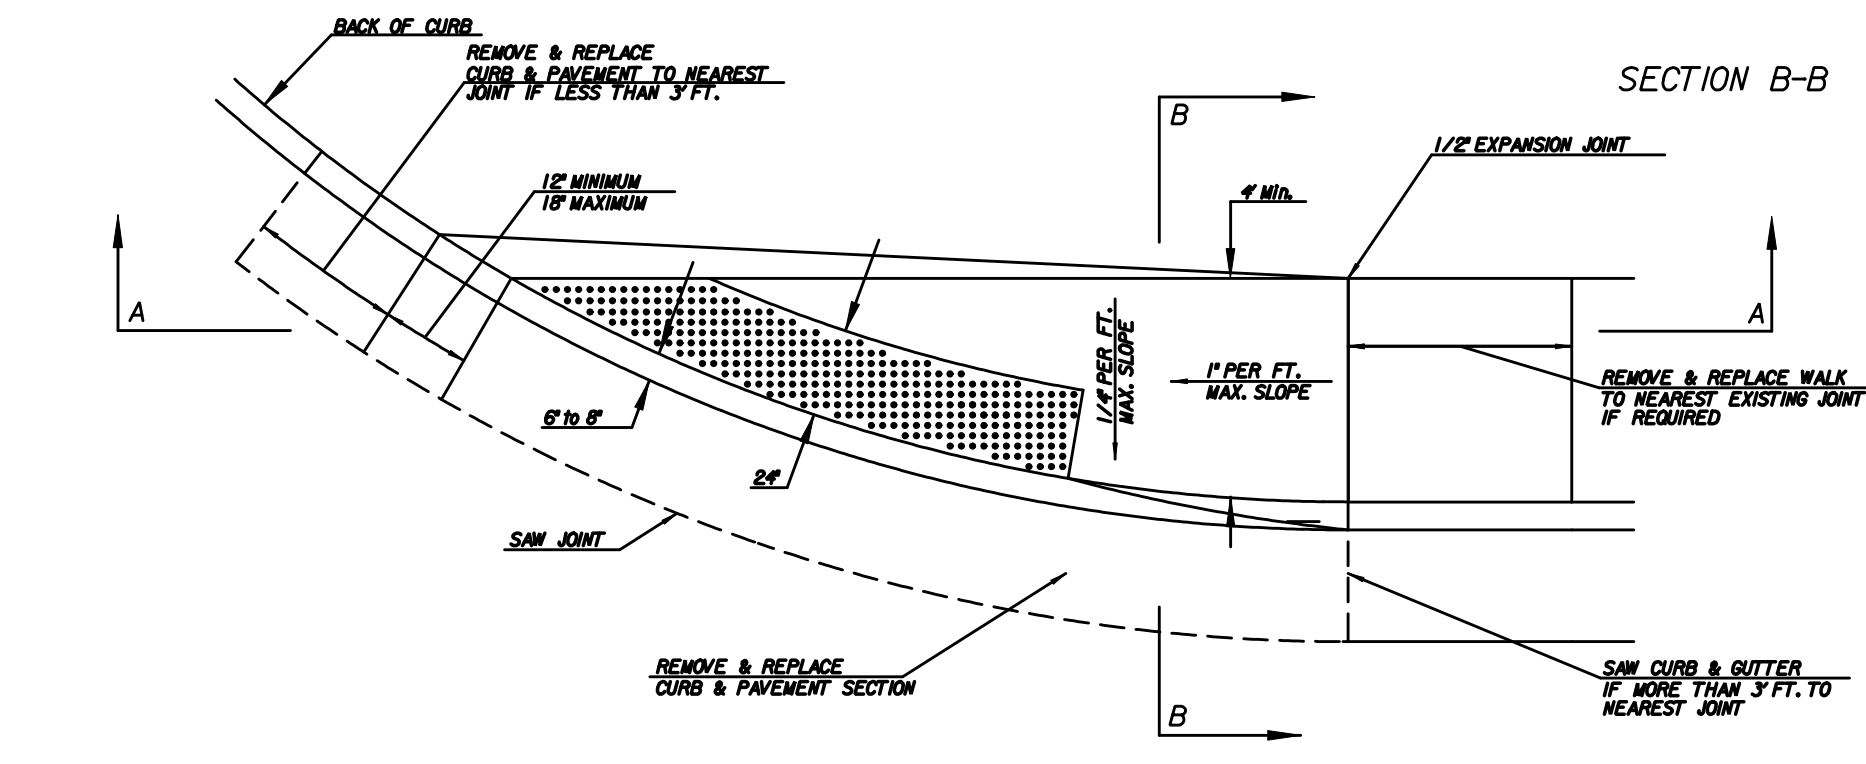 BACK OF CURB
REMOVE & REPLACE
CURB & PAVEMENT TO NEAREST
JOINT IF LESS THAN 3' FT.
SECTION B-B
B
1/2" EXPANSION JOINT
12" MINIMUM
18" MAXIMUM
4' Min.
A
A
1/4" PER FT.
MAX. SLOPE
1" PER FT.
MAX. SLOPE
REMOVE & REPLACE WALK
TO NEAREST EXISTING JOINT
IF REQUIRED
6" to 8"
24"
SAW JOINT
REMOVE & REPLACE
CURB & PAVEMENT SECTION
SAW CURB & GUTTER
IF MORE THAN 3' FT. TO
NEAREST JOINT
B